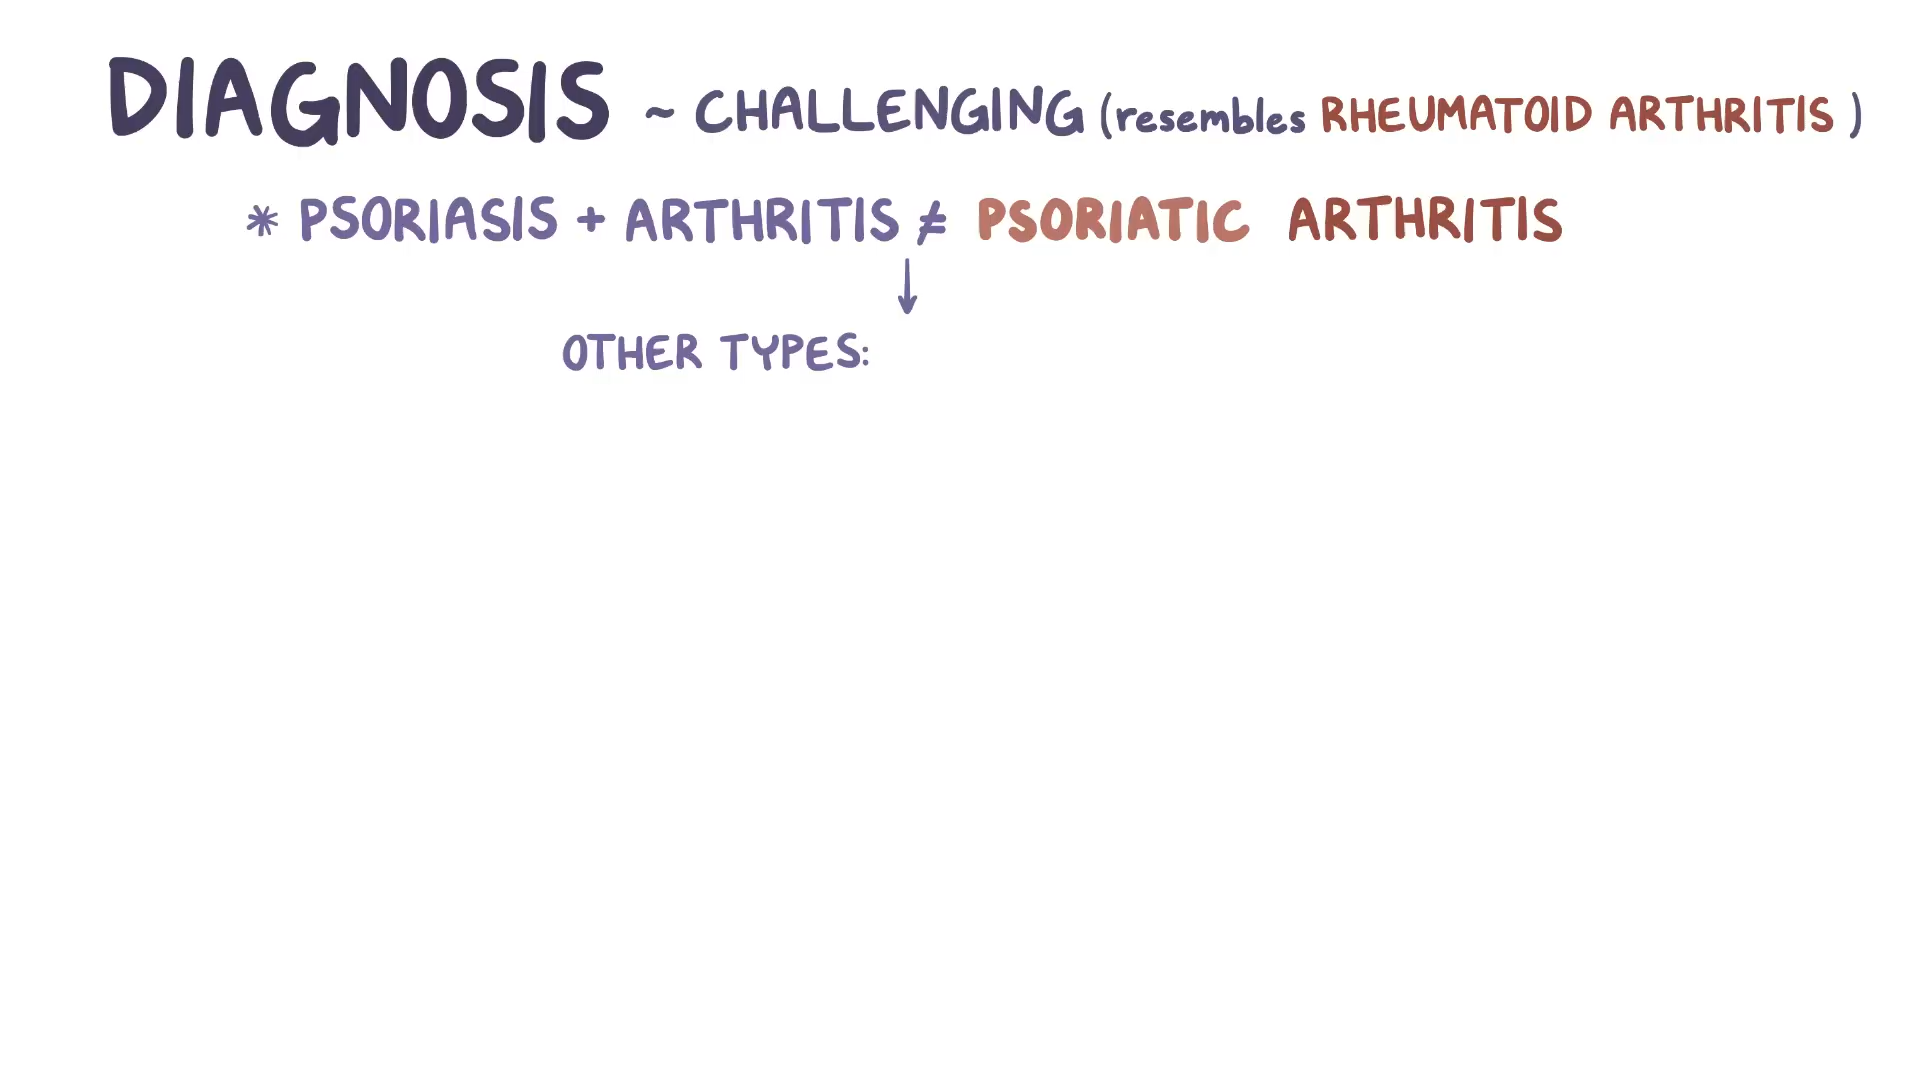 DIAGNOSIS ~ CHALLENGING (resembles RHEUMATOID ARTHRITIS )
* PSORIASIS + ARTHRITIS ≠ PSORIATIC ARTHRITIS
↓
OTHER TYPES: